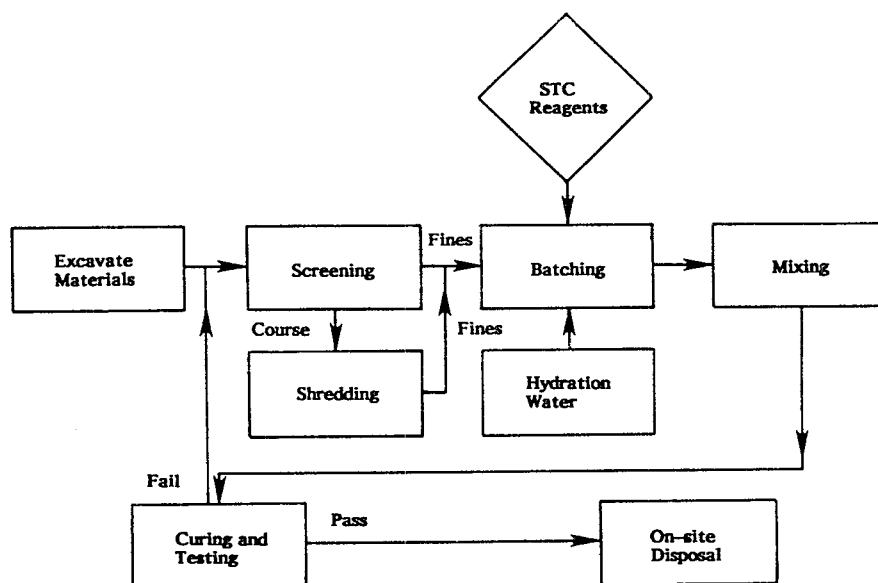 STC
Reagents
Excavate
Materials
Screening
Fines
Batching
Mixing
Course
Fines
Shredding
Hydration
Water
Fail
Curing and
Testing
Pass
On-site
Disposal